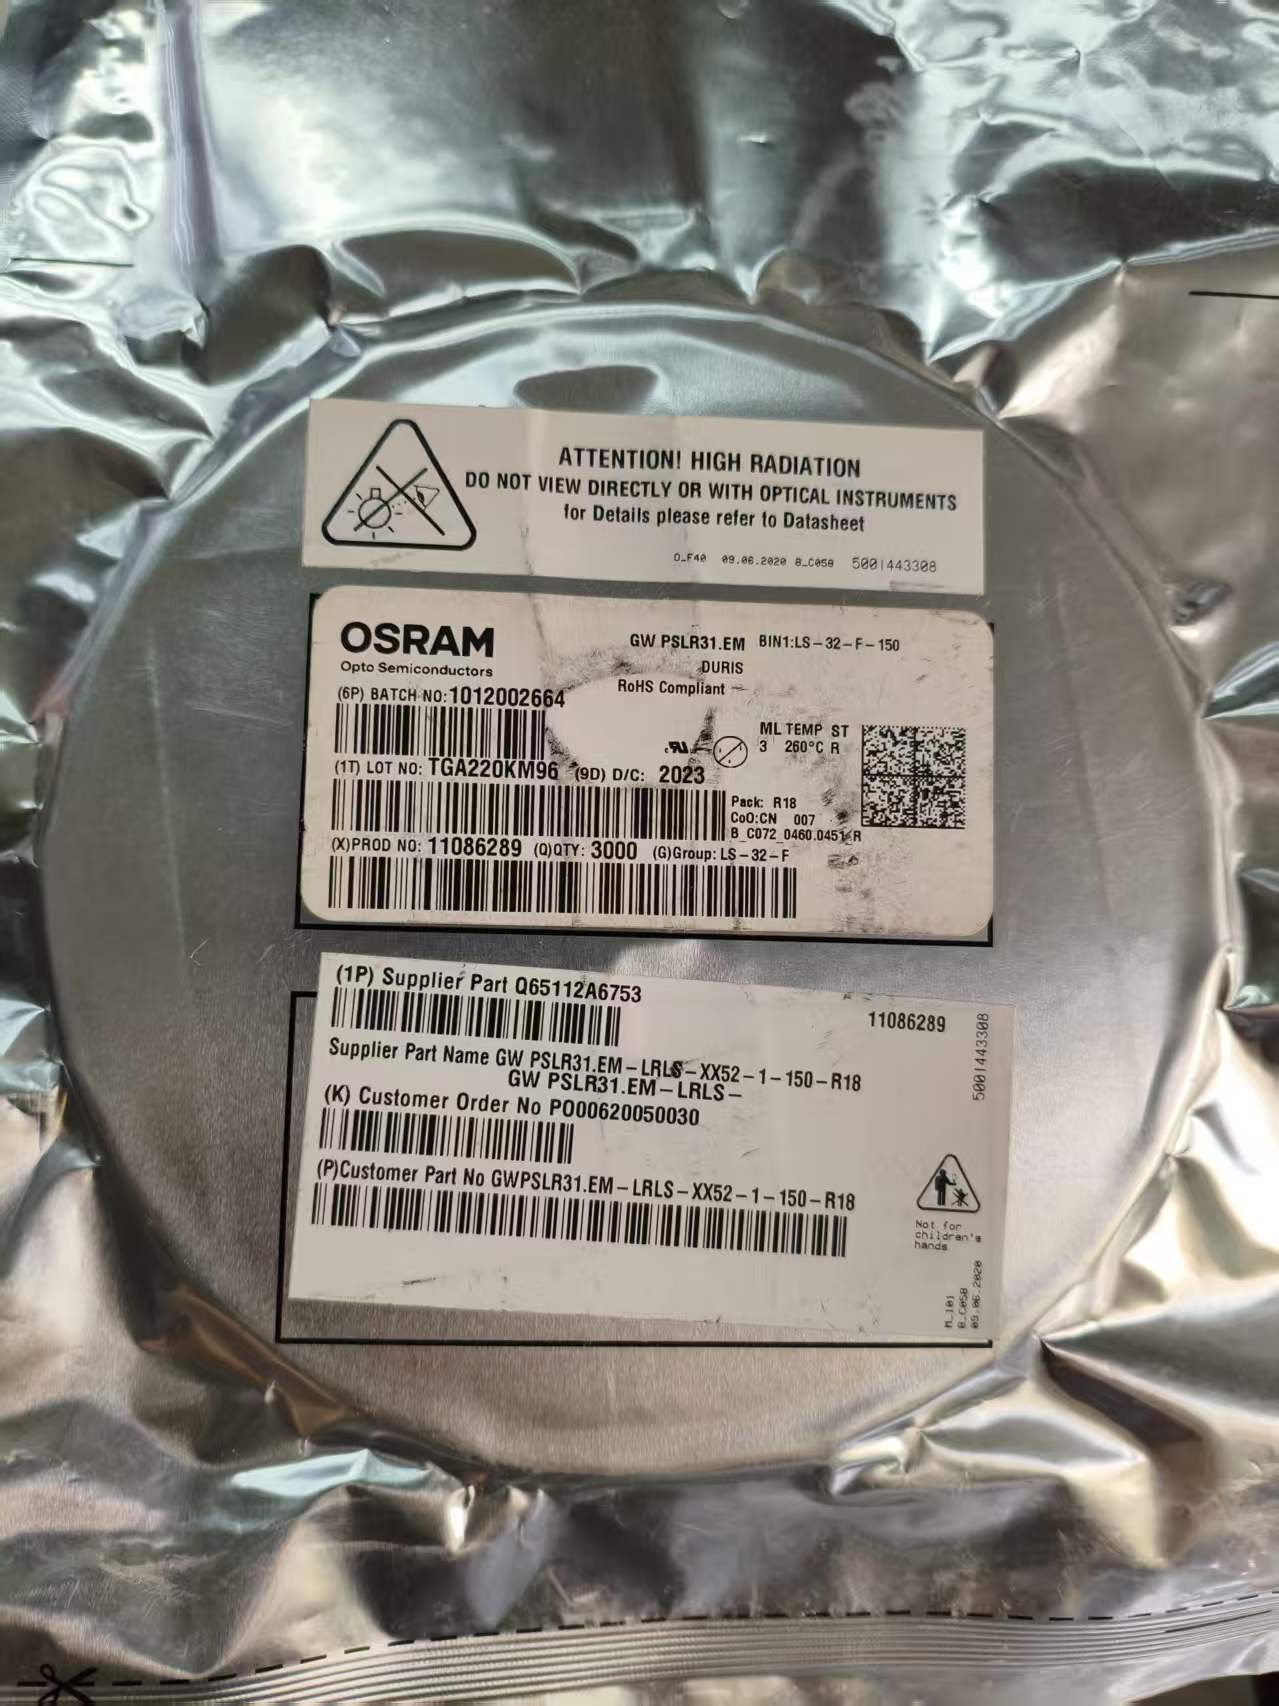 ATTENTION! HIGH RADIATION
DO NOT VIEW DIRECTLY OR WITH OPTICAL INSTRUMENTS
for Details please refer to Datasheet
O_F40 09.06.2020 B_C058 5001443308
OSRAM
Opto Semiconductors
GW PSLR31.EM BIN1:LS-32-F-150
DURIS
RoHS Compliant
(6P) BATCH NO:1012002664
ML TEMP ST
3 260°C R
(1T) LOT NO: TGA220KM96 (9D) D/C: 2023
Pack: R18
CoO:CN 007
B_C072_0460.0451_R
(X)PROD NO: 11086289 (Q)QTY: 3000 (G)Group: LS-32-F
(1P) Supplier Part Q65112A6753
11086289
5001443308
Supplier Part Name GW PSLR31.EM-LRLS-XX52-1-150-R18
GW PSLR31.EM-LRLS-
(K) Customer Order No PO00620050030
(P)Customer Part No GWPSLR31.EM-LRLS-XX52-1-150-R18
Not for
children's
hands
M_101
B_C058
09.06.2020